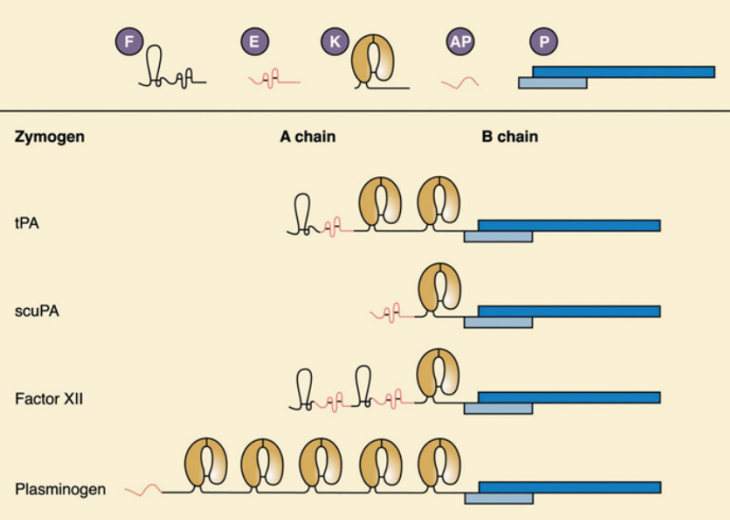 F E K AP P
Zymogen A chain B chain
tPA
scuPA
Factor XII
Plasminogen